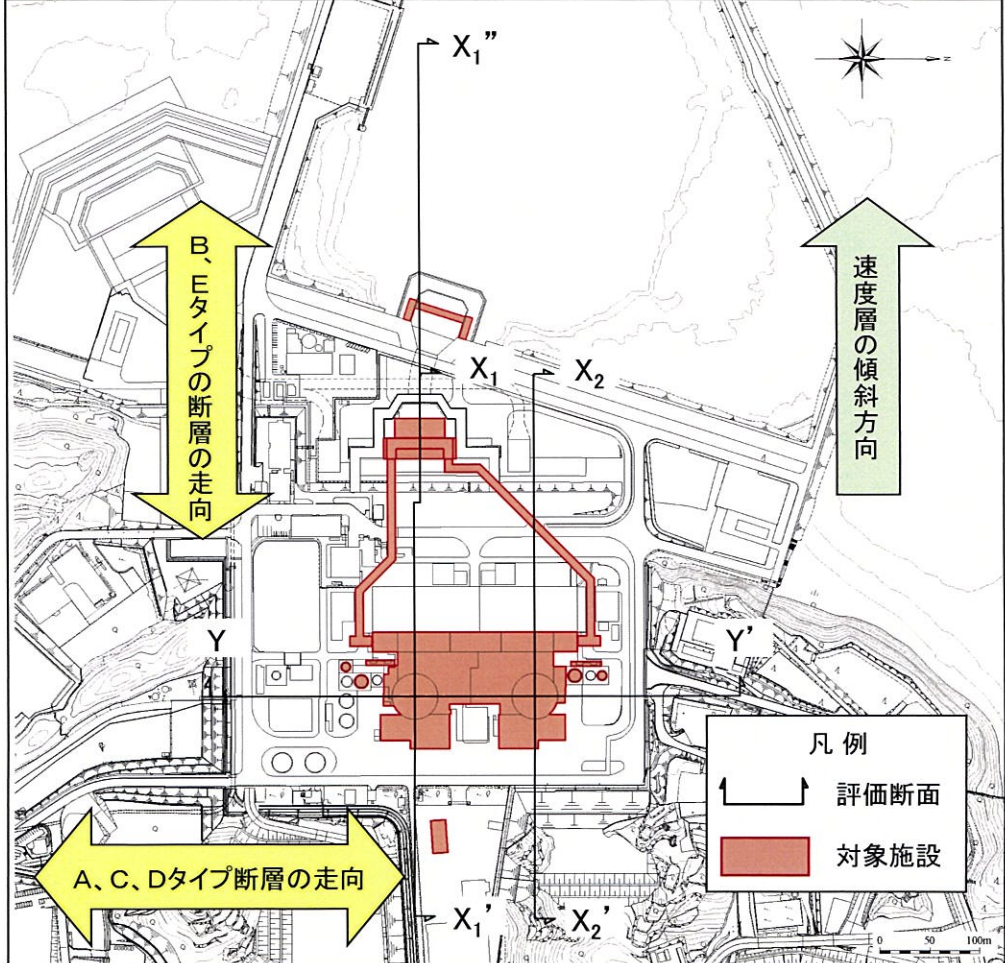 X₁”
N
B、Eタイプの断層の走向
速度層の傾斜方向
X₁
X₂
Y
Y’
凡例
評価断面
対象施設
A、C、Dタイプ断層の走向
X₁’
X₂’
0 50 100m